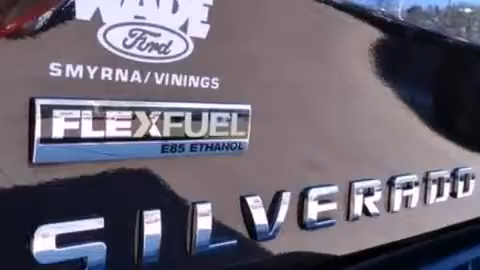 WADE
Ford
SMYRNA/VININGS
FLEXFUEL
E85 ETHANOL
SILVERADO